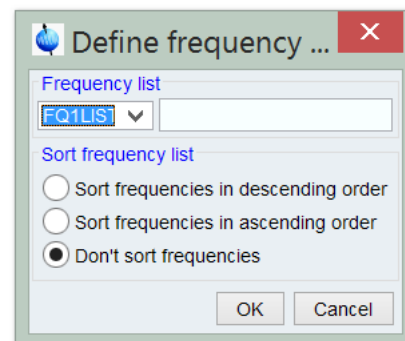 Define frequency ...
Frequency list
FQ1LIST
Sort frequency list
Sort frequencies in descending order
Sort frequencies in ascending order
Don't sort frequencies
OK Cancel